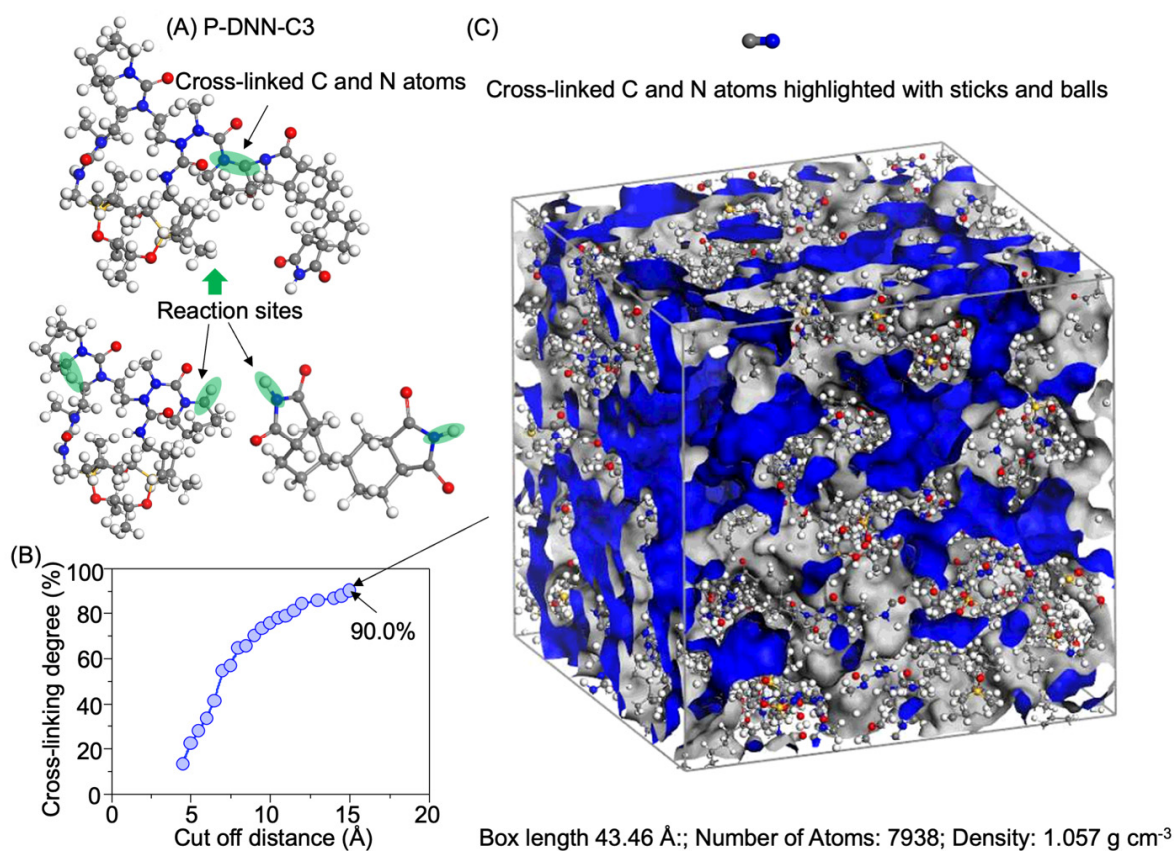 (A) P-DNN-C3
Cross-linked C and N atoms
Reaction sites
(B)
Cross-linking degree (%)
100
80
60
40
20
0
90.0%
0 5 10 15 20
Cut off distance (Å)
(C)
Cross-linked C and N atoms highlighted with sticks and balls
Box length 43.46 Å:; Number of Atoms: 7938; Density: 1.057 g cm⁻³